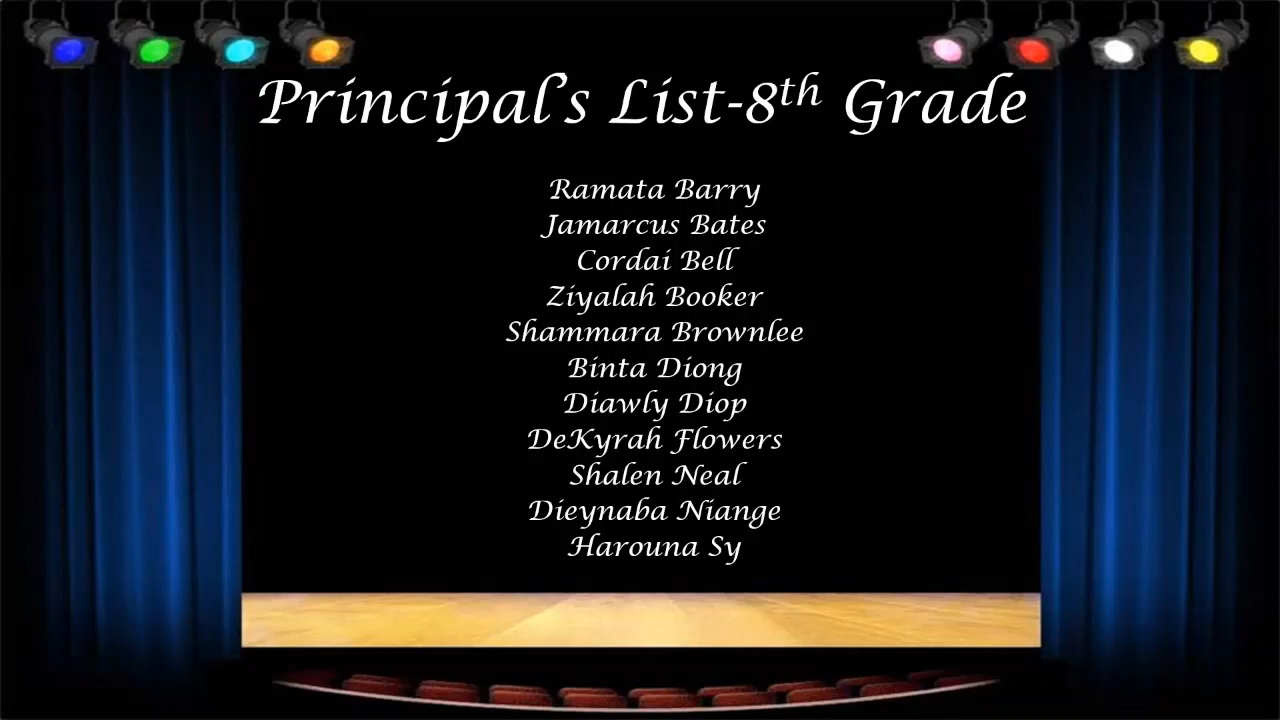 Principal's List-8th Grade
Ramata Barry
Jamarcus Bates
Cordai Bell
Ziyalah Booker
Shammara Brownlee
Binta Diong
Diawly Diop
DeKyrah Flowers
Shalen Neal
Dieynaba Niange
Harouna Sy